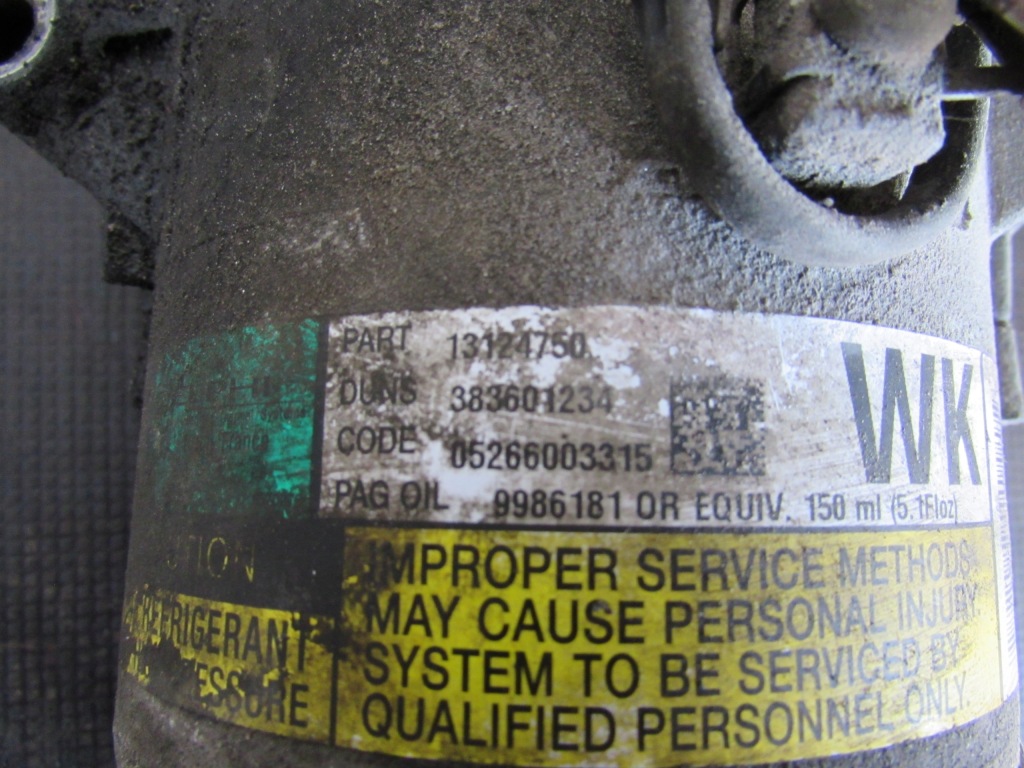 PART 13124750
DUNS 383601234
CODE 05266003315
WK
PAG OIL 9986181 OR EQUIV. 150 ml (5.1Floz)
REFRIGERANT
IMPROPER SERVICE METHODS
MAY CAUSE PERSONAL INJURY.
SYSTEM TO BE SERVICED BY
QUALIFIED PERSONNEL ONLY.